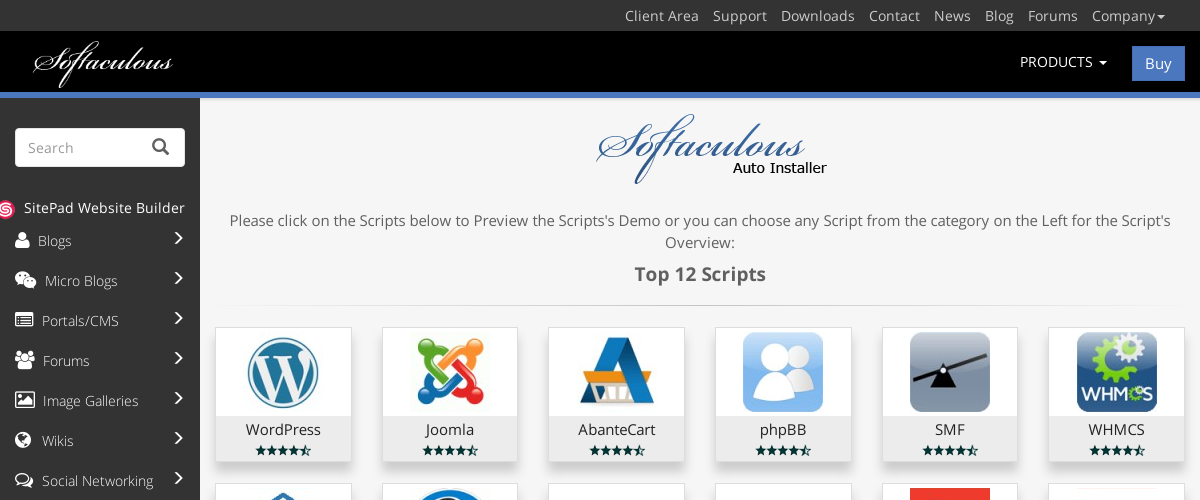 Client Area Support Downloads Contact News Blog Forums Company
Softaculous
PRODUCTS Buy
Search
SitePad Website Builder
Blogs
Micro Blogs
Portals/CMS
Forums
Image Galleries
Wikis
Social Networking
Softaculous
Auto Installer
Please click on the Scripts below to Preview the Scripts's Demo or you can choose any Script from the category on the Left for the Script's
Overview:
Top 12 Scripts
WHMCS
WordPress Joomla AbanteCart phpBB SMF WHMCS